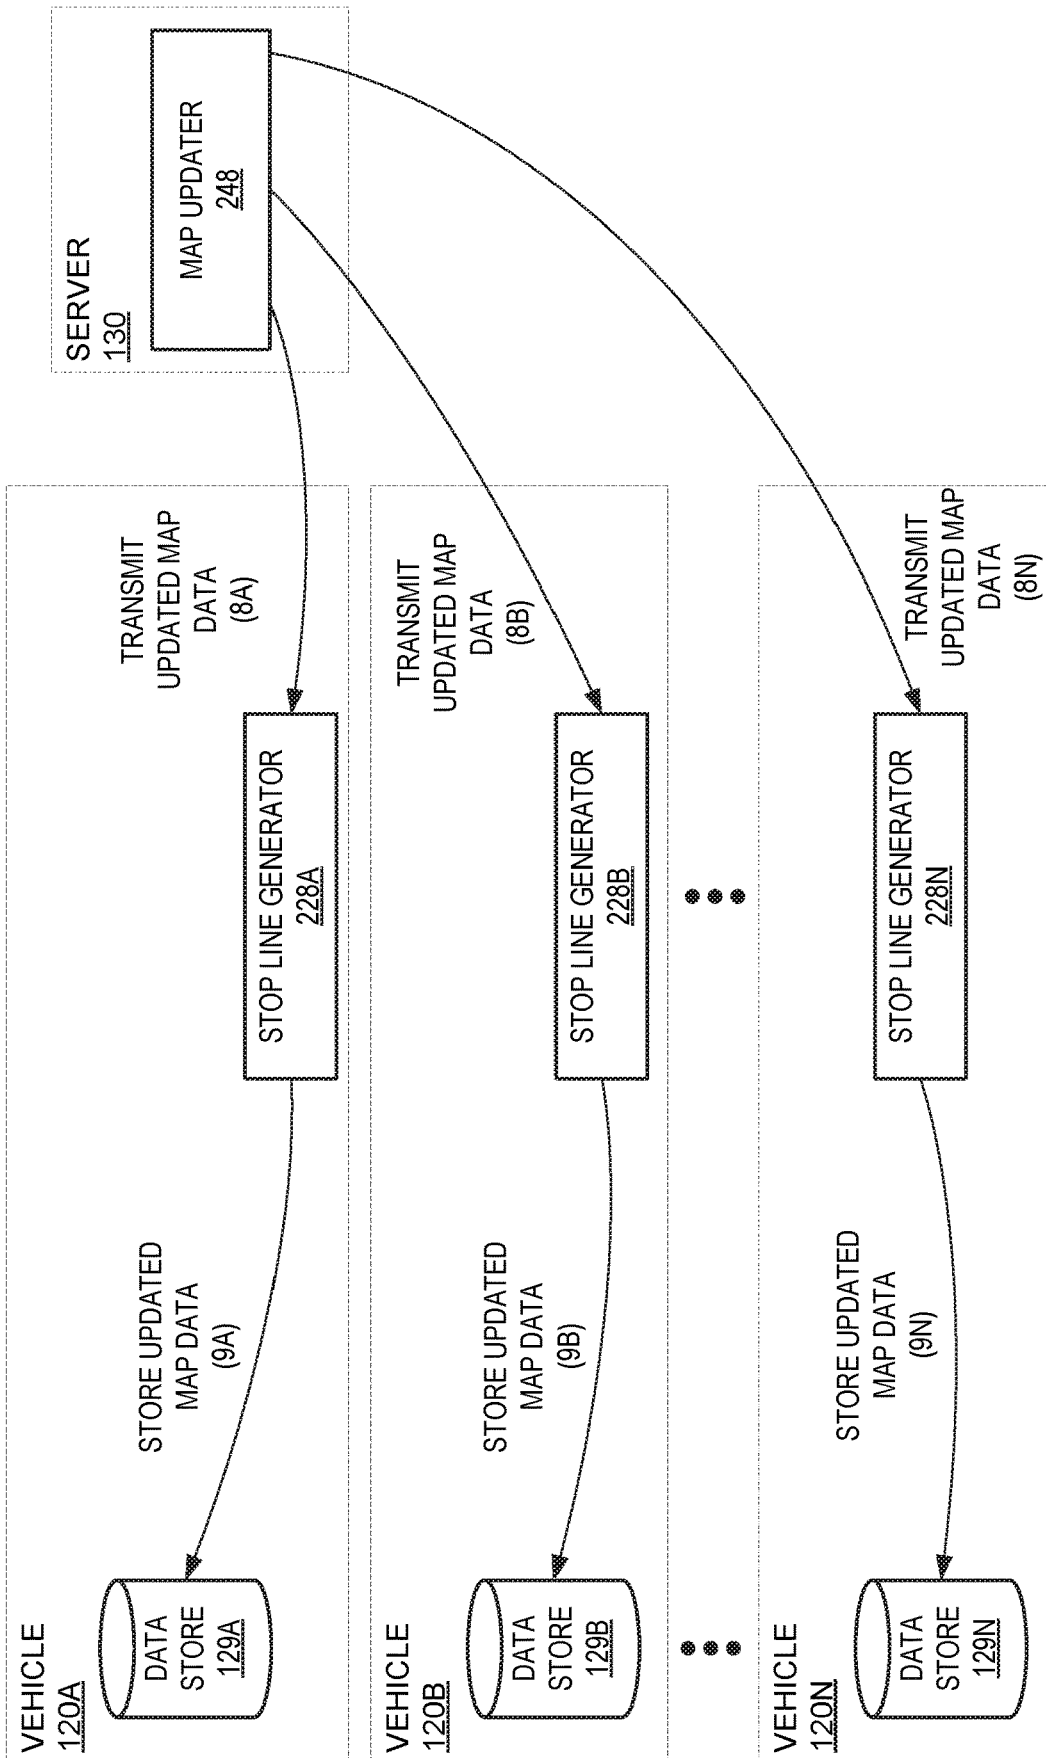 VEHICLE
120A
DATA
STORE
129A
STORE UPDATED
MAP DATA
(9A)
STOP LINE GENERATOR
228A
TRANSMIT
UPDATED MAP
DATA
(8A)
SERVER
130
MAP UPDATER
248
VEHICLE
120B
DATA
STORE
129B
STORE UPDATED
MAP DATA
(9B)
STOP LINE GENERATOR
228B
TRANSMIT
UPDATED MAP
DATA
(8B)
VEHICLE
120N
DATA
STORE
129N
STORE UPDATED
MAP DATA
(9N)
STOP LINE GENERATOR
228N
TRANSMIT
UPDATED MAP
DATA
(8N)